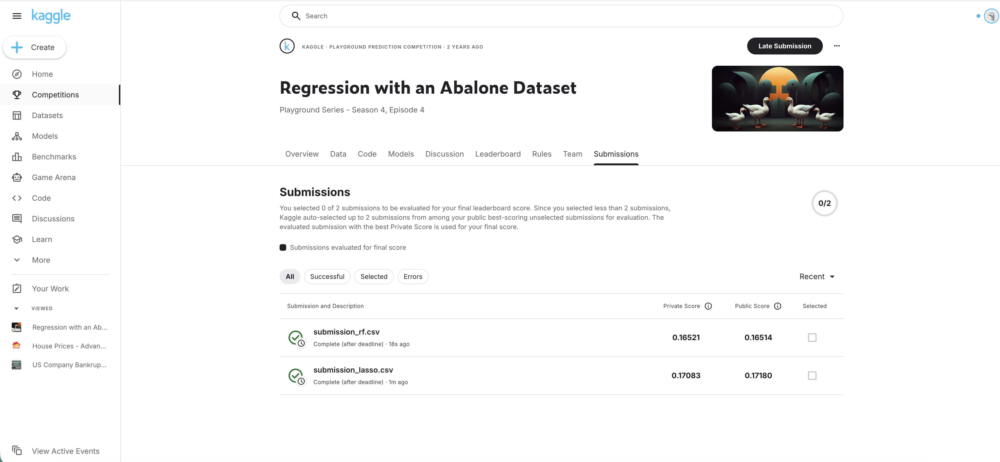 kaggle
Search
Create
Home
Competitions
Datasets
Models
Benchmarks
Game Arena
Code
Discussions
Learn
More
Your Work
VIEWED
Regression with an Ab...
House Prices - Advan...
US Company Bankrup...
View Active Events
k
KAGGLE · PLAYGROUND PREDICTION COMPETITION · 2 YEARS AGO
Late Submission
Regression with an Abalone Dataset
Playground Series - Season 4, Episode 4
Overview Data Code Models Discussion Leaderboard Rules Team Submissions
Submissions
0/2
You selected 0 of 2 submissions to be evaluated for your final leaderboard score. Since you selected less than 2 submissions,
Kaggle auto-selected up to 2 submissions from among your public best-scoring unselected submissions for evaluation. The
evaluated submission with the best Private Score is used for your final score.
Submissions evaluated for final score
All Successful Selected Errors Recent
Submission and Description Private Score Public Score Selected
submission_rf.csv
Complete (after deadline) · 18s ago
0.16521 0.16514
submission_lasso.csv
Complete (after deadline) · 1m ago
0.17083 0.17180